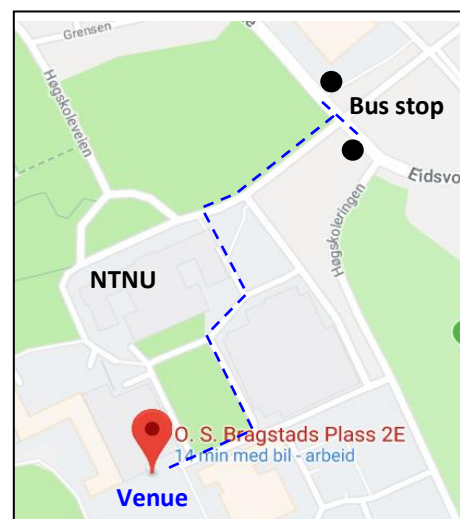 Grensen
Høgskoleveien
Bus stop
Eidsvo
Høgskoleringen
NTNU
O. S. Bragstads Plass 2E
14 min med bil - arbeid
Venue